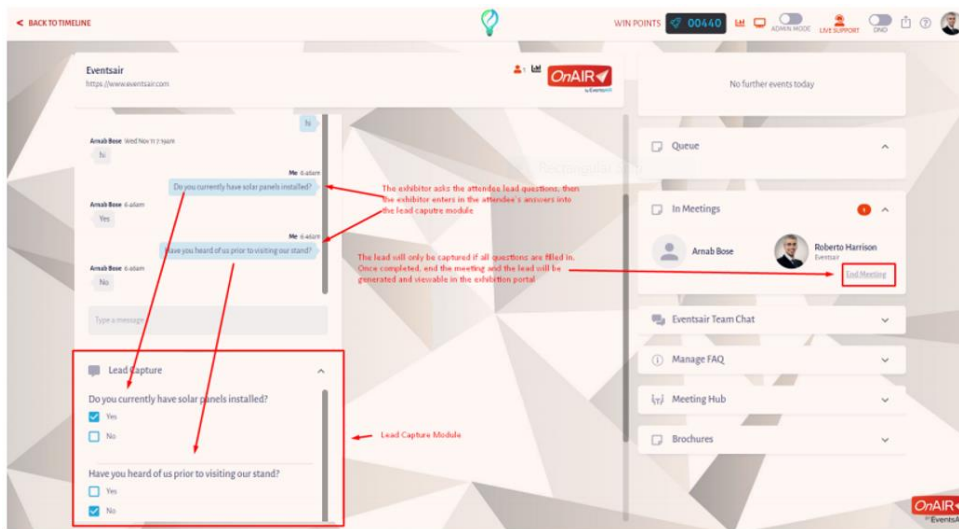 < BACK TO TIMELINE
WIN POINTS 00440 ADMIN MODE LIVE SUPPORT DND
Eventsair
https://www.eventsair.com
1
OnAIR
by EventsAIR
hi
Arnab Bose Wed Nov 11 7:19am
hi
Me 6:46am
Do you currently have solar panels installed?
Arnab Bose 6:46am
Yes
Me 6:46am
Have you heard of us prior to visiting our stand?
Arnab Bose 6:46am
No
Type a message
Lead Capture
Do you currently have solar panels installed?
Yes
No
Have you heard of us prior to visiting our stand?
Yes
No
The exhibitor asks the attendee lead questions, then
the exhibitor enters in the attendee's answers into
the lead caputre module
The lead will only be captured if all questions are filled in.
Once completed, end the meeting and the lead will be
generated and viewable in the exhibition portal
Lead Capture Module
No further events today
Queue
In Meetings
1
Arnab Bose
Roberto Harrison
Eventsair
End Meeting
Eventsair Team Chat
Manage FAQ
Meeting Hub
Brochures
OnAIR